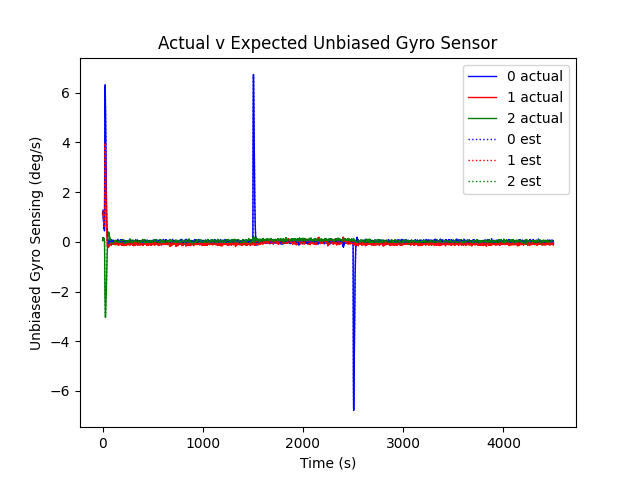 Actual v Expected Unbiased Gyro Sensor
0 actual
1 actual
2 actual
0 est
1 est
2 est
Unbiased Gyro Sensing (deg/s)
6
4
2
0
−2
−4
−6
0 1000 2000 3000 4000
Time (s)